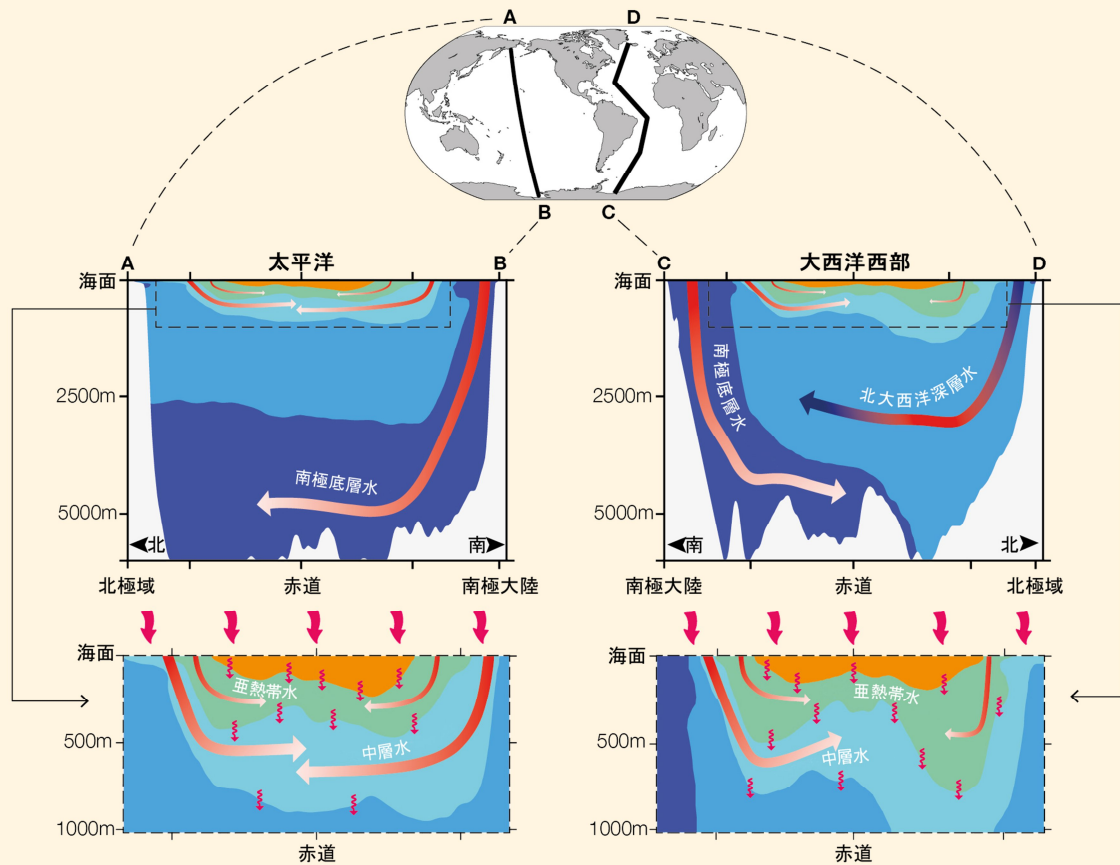 A
D
B
C
A
太平洋
B
海面
2500m
5000m
南極底層水
北
南
北極域
赤道
南極大陸
C
大西洋西部
D
海面
2500m
5000m
南極底層水
北大西洋深層水
南
北
南極大陸
赤道
北極域
海面
500m
1000m
亜熱帯水
中層水
赤道
海面
500m
1000m
亜熱帯水
中層水
赤道